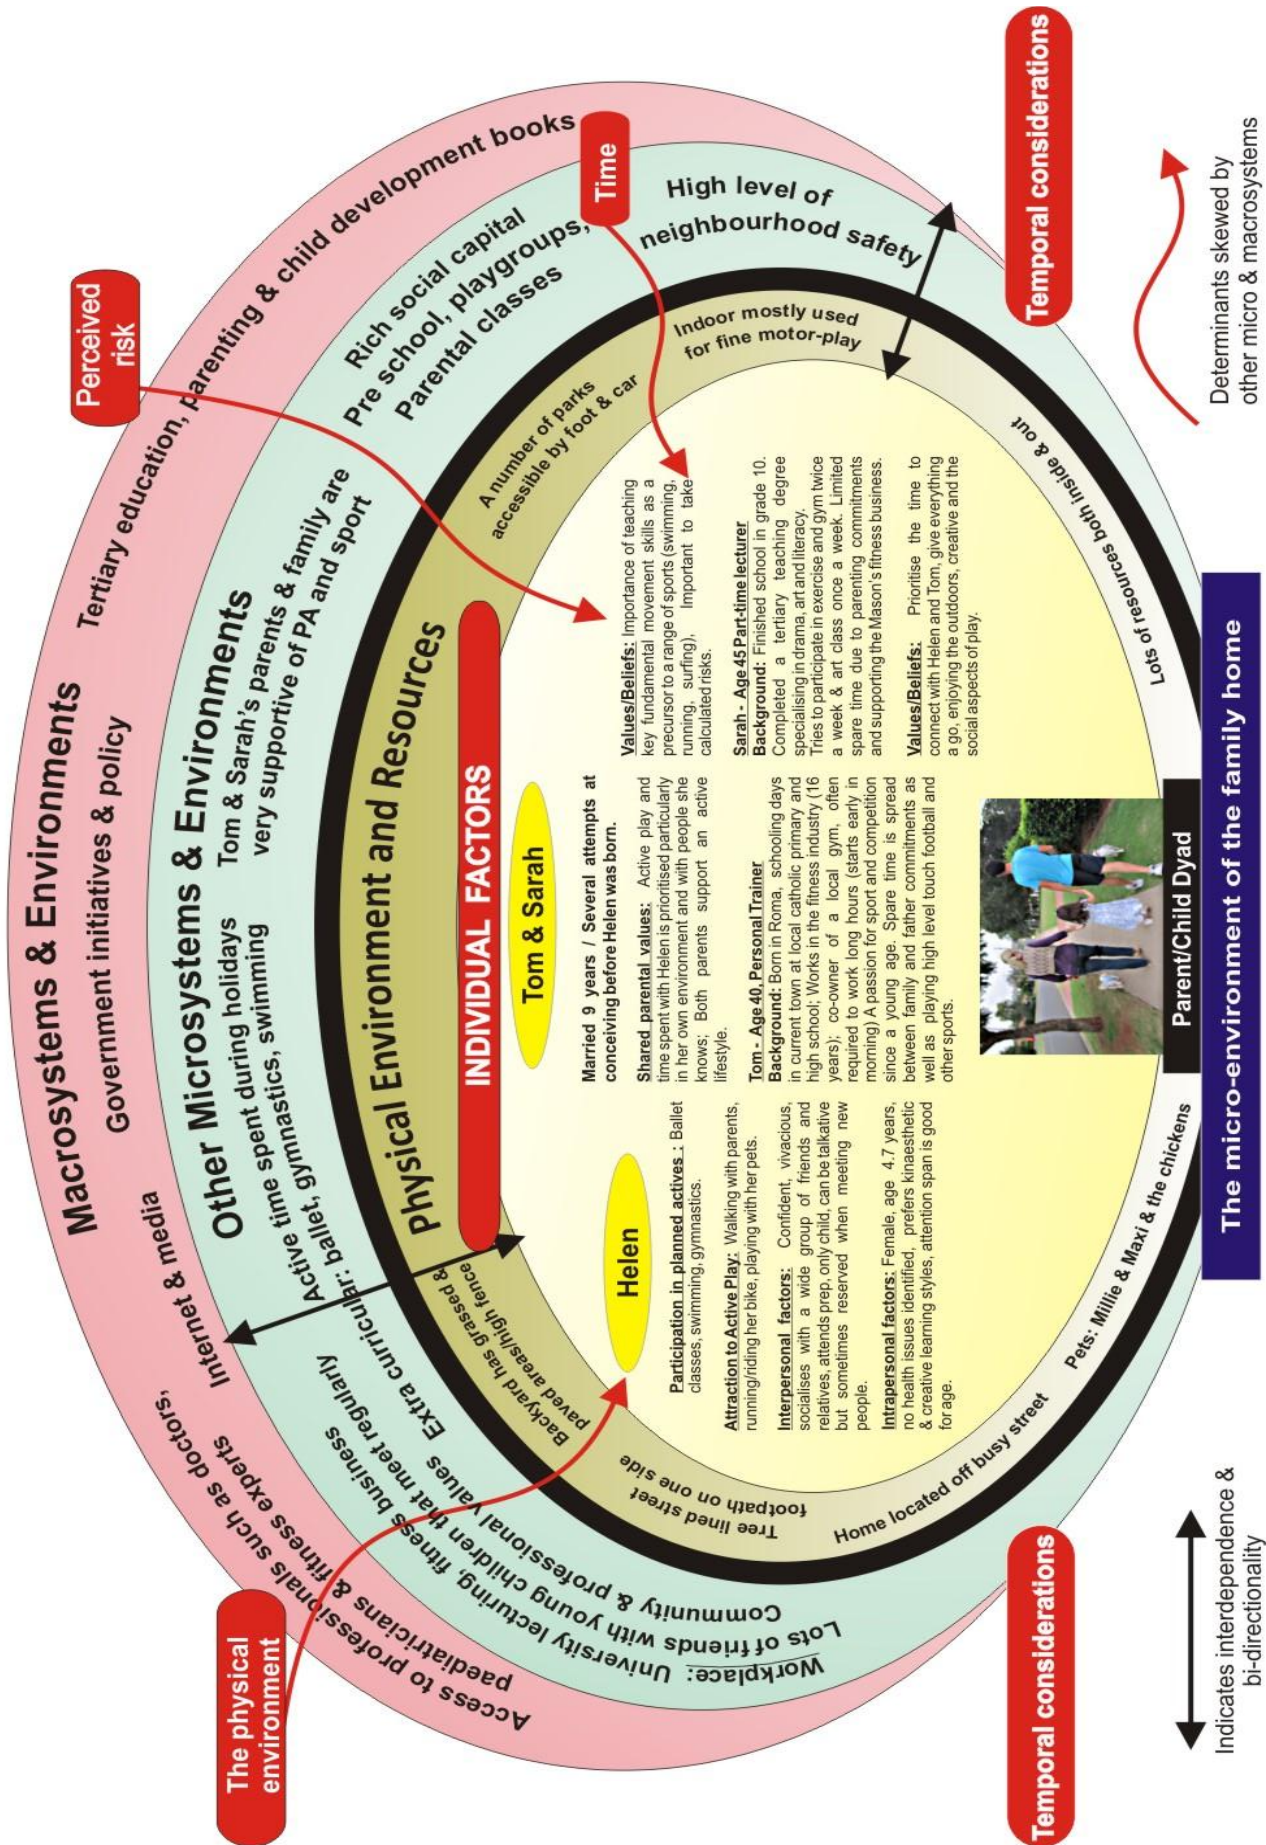 Macrosystems & Environments
Access to professionals such as doctors,
paediatricians & fitness experts
Internet & media
Government initiatives & policy
Tertiary education, parenting & child development books
The physical
environment
Perceived
risk
Time
Other Microsystems & Environments
Workplace: University lecturing, fitness business
Lots of friends with young children that meet regularly
Community & professional values
Extra curricular: ballet, gymnastics, swimming
Active time spent during holidays
Tom & Sarah's parents & family are
very supportive of PA and sport
Rich social capital
Pre school, playgroups,
Parental classes
High level of
neighbourhood safety
Physical Environment and Resources
Tree lined street
footpath on one side
Backyard has grassed &
paved areas/high fence
A number of parks
accessible by foot & car
Indoor mostly used
for fine motor-play
Home located off busy street
Pets: Millie & Maxi & the chickens
Lots of resources both inside & out
INDIVIDUAL FACTORS
Helen
Participation in planned actives : Ballet
classes, swimming, gymnastics.
Attraction to Active Play: Walking with parents,
running/riding her bike, playing with her pets.
Interpersonal factors: Confident, vivacious,
socialises with a wide group of friends and
relatives, attends prep, only child, can be talkative
but sometimes reserved when meeting new
people.
Intrapersonal factors: Female, age 4.7 years,
no health issues identified, prefers kinaesthetic
& creative learning styles, attention span is good
for age.
Tom & Sarah
Married 9 years / Several attempts at
conceiving before Helen was born.
Shared parental values: Active play and
time spent with Helen is prioritised particularly
in her own environment and with people she
knows; Both parents support an active
lifestyle.
Tom - Age 40, Personal Trainer
Background: Born in Roma, schooling days
in current town at local catholic primary and
high school; Works in the fitness industry (16
years); co-owner of a local gym, often
required to work long hours (starts early in
morning) A passion for sport and competition
since a young age. Spare time is spread
between family and father commitments as
well as playing high level touch football and
other sports.
Values/Beliefs: Importance of teaching
key fundamental movement skills as a
precursor to a range of sports (swimming,
running, surfing), Important to take
calculated risks.
Sarah - Age 45 Part-time lecturer
Background: Finished school in grade 10.
Completed a tertiary teaching degree
specialising in drama, art and literacy.
Tries to participate in exercise and gym twice
a week & art class once a week. Limited
spare time due to parenting commitments
and supporting the Mason's fitness business.
Values/Beliefs: Prioritise the time to
connect with Helen and Tom, give everything
a go, enjoying the outdoors, creative and the
social aspects of play.
Parent/Child Dyad
The micro-environment of the family home
Temporal considerations
Temporal considerations
Indicates interdependence &
bi-directionality
Determinants skewed by
other micro & macrosystems